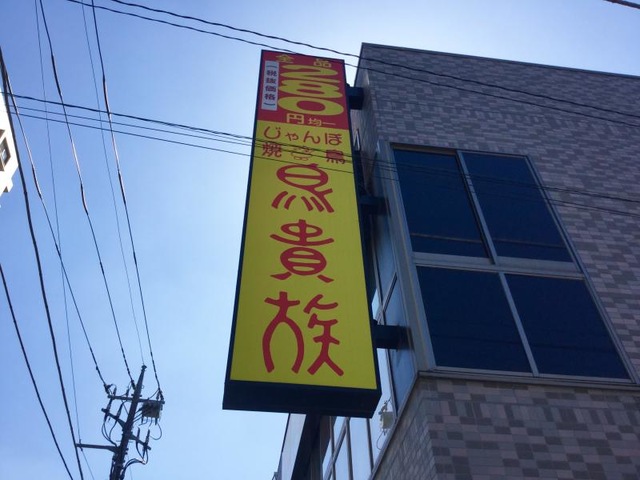 全品
280
(税抜価格)
円均一
じゃんぼ
焼鳥
鳥貴族